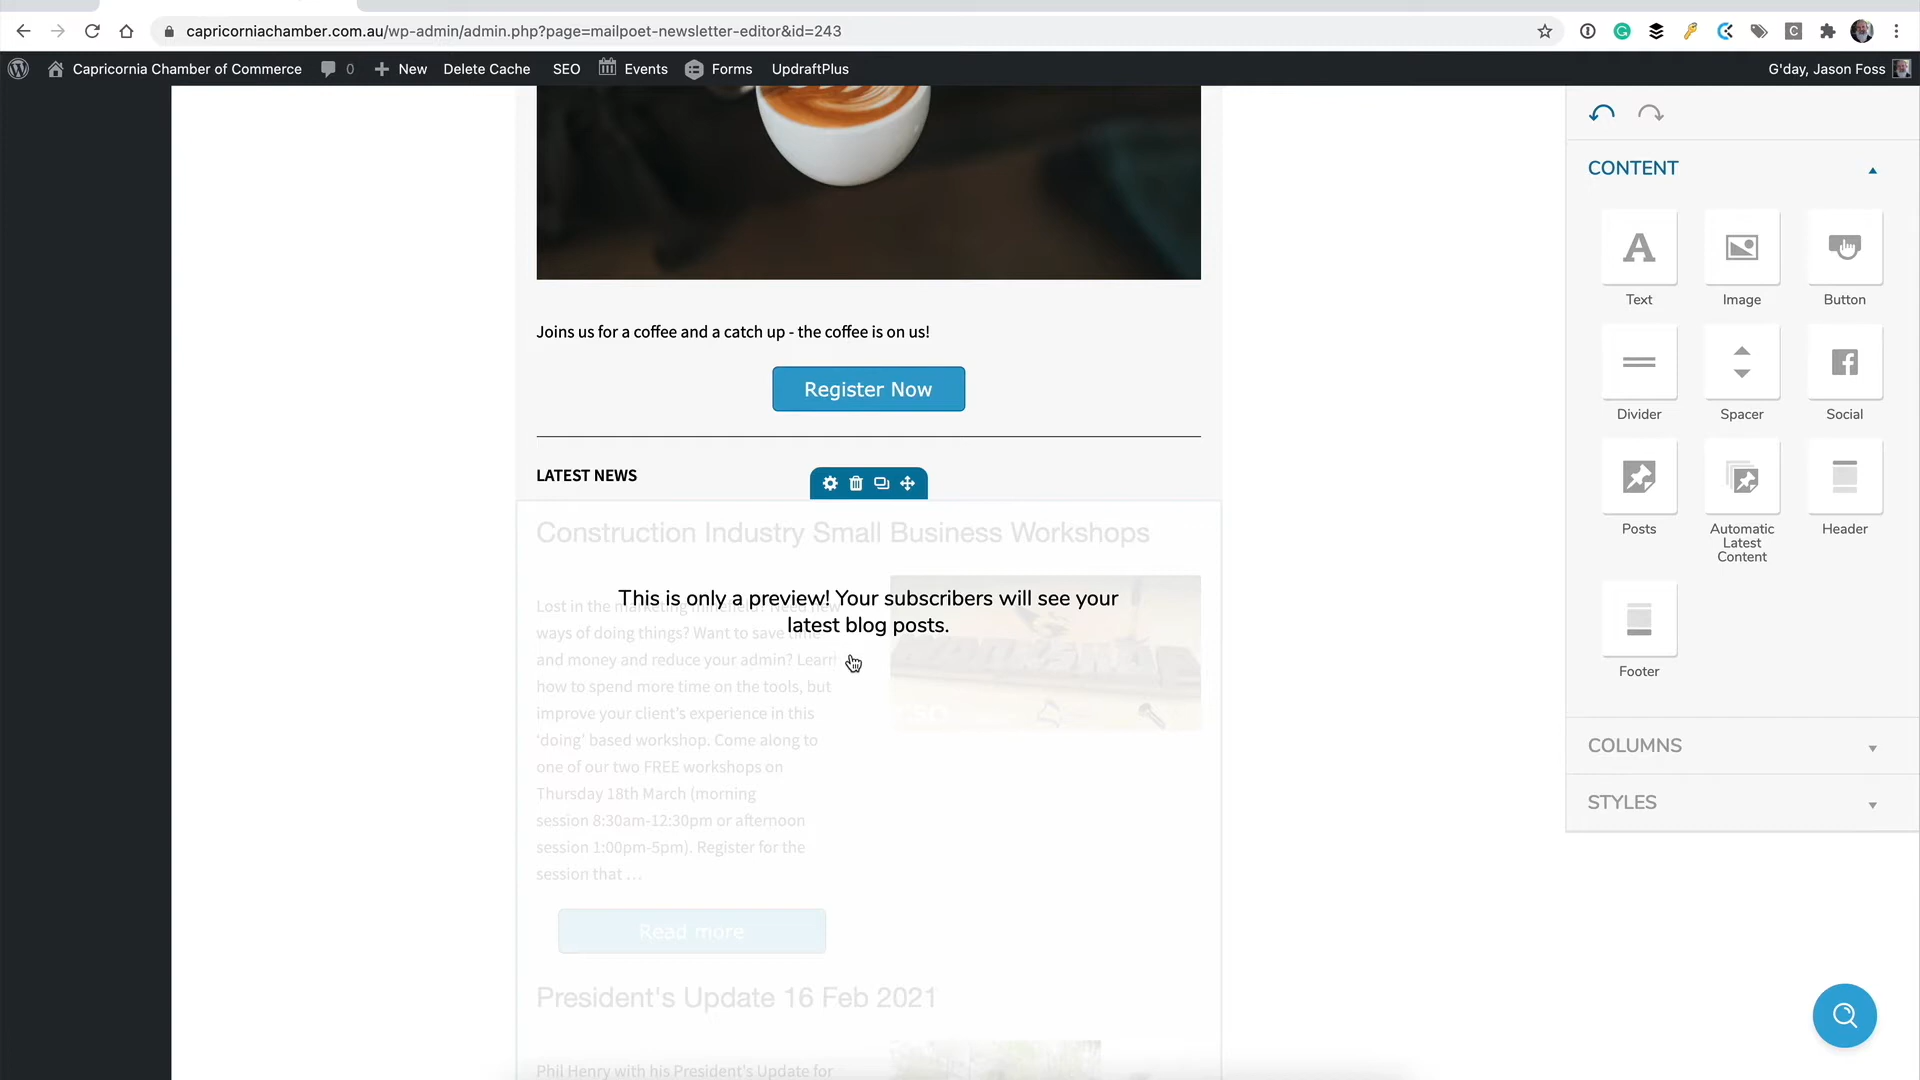 capricorniachamber.com.au/wp-admin/admin.php?page=mailpoet-newsletter-editor&id=243
Capricornia Chamber of Commerce 0 New Delete Cache SEO Events Forms UpdraftPlus G'day, Jason Foss
Joins us for a coffee and a catch up - the coffee is on us!
Register Now
LATEST NEWS
Construction Industry Small Business Workshops
This is only a preview! Your subscribers will see your
latest blog posts.
Lost in the marketing minefield? Need new
ways of doing things? Want to save time
and money and reduce your admin? Learn
how to spend more time on the tools, but
improve your client’s experience in this
‘doing’ based workshop. Come along to
one of our two FREE workshops on
Thursday 18th March (morning
session 8:30am-12:30pm or afternoon
session 1:00pm-5pm). Register for the
session that …
Read more
President's Update 16 Feb 2021
Phil Henry with his President's Update for
CONTENT
Text Image Button
Divider Spacer Social
Posts Automatic Latest Content Header
Footer
COLUMNS
STYLES